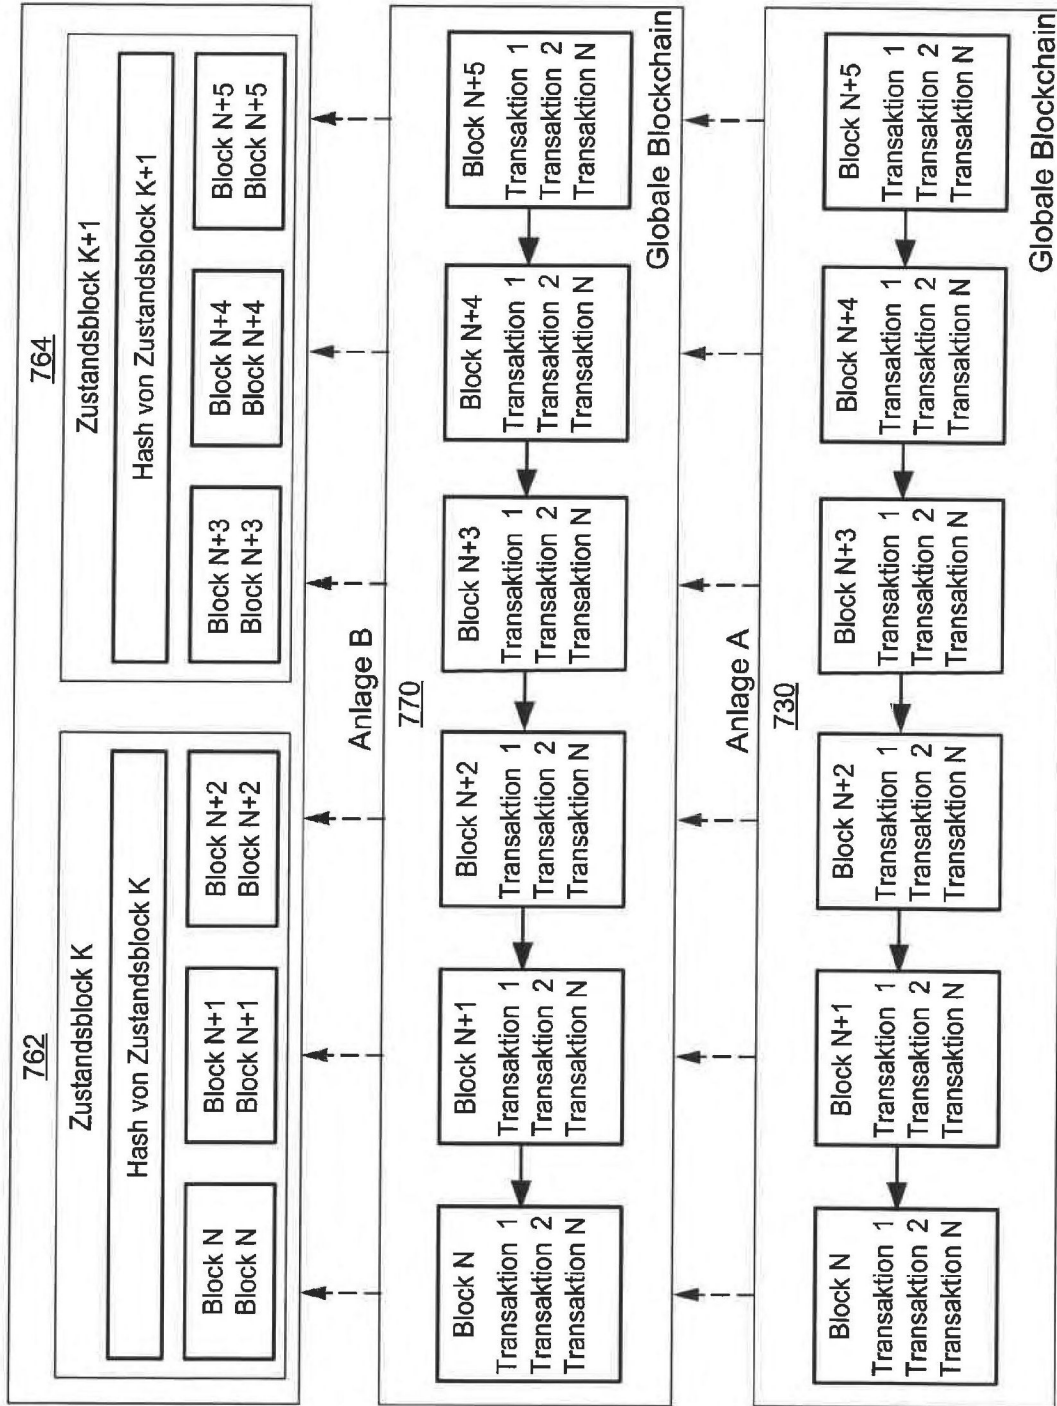 762
Zustandsblock K
Hash von Zustandsblock K
Block N
Block N
Block N+1
Block N+1
Block N+2
Block N+2
764
Zustandsblock K+1
Hash von Zustandsblock K+1
Block N+3
Block N+3
Block N+4
Block N+4
Block N+5
Block N+5
Anlage B
770
Block N
Transaktion 1
Transaktion 2
Transaktion N
Block N+1
Transaktion 1
Transaktion 2
Transaktion N
Block N+2
Transaktion 1
Transaktion 2
Transaktion N
Block N+3
Transaktion 1
Transaktion 2
Transaktion N
Block N+4
Transaktion 1
Transaktion 2
Transaktion N
Block N+5
Transaktion 1
Transaktion 2
Transaktion N
Globale Blockchain
Anlage A
730
Block N
Transaktion 1
Transaktion 2
Transaktion N
Block N+1
Transaktion 1
Transaktion 2
Transaktion N
Block N+2
Transaktion 1
Transaktion 2
Transaktion N
Block N+3
Transaktion 1
Transaktion 2
Transaktion N
Block N+4
Transaktion 1
Transaktion 2
Transaktion N
Block N+5
Transaktion 1
Transaktion 2
Transaktion N
Globale Blockchain